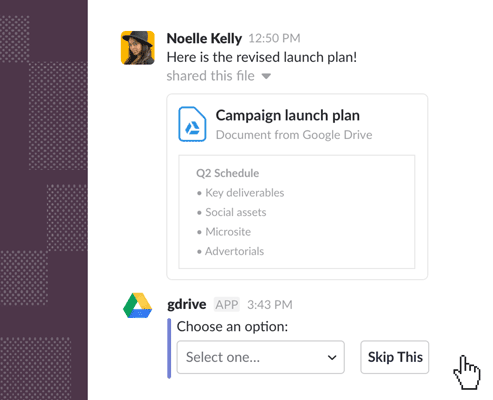 Noelle Kelly 12:50 PM
Here is the revised launch plan!
shared this file
Campaign launch plan
Document from Google Drive
Q2 Schedule
• Key deliverables
• Social assets
• Microsite
• Advertorials
gdrive APP 3:43 PM
Choose an option:
Select one... Skip This